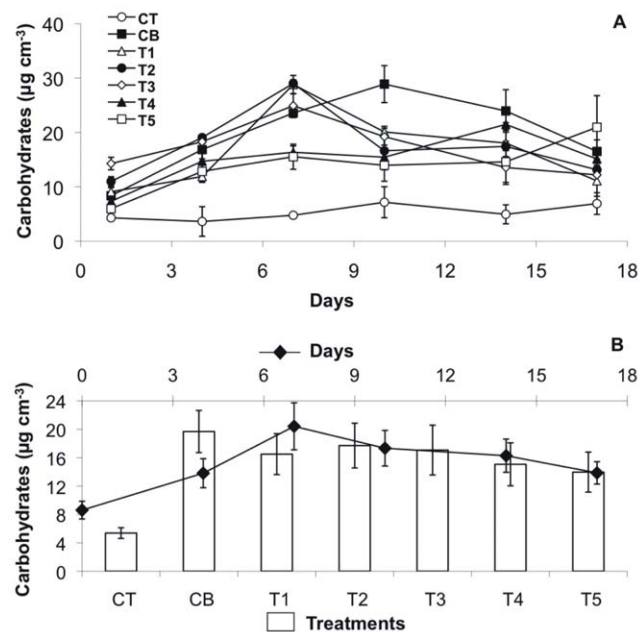 A
Carbohydrates (µg cm-³)
40
30
20
10
0
CT
CB
T1
T2
T3
T4
T5
0 3 6 9 12 15 18
Days
B
Days
0 3 6 9 12 15 18
Carbohydrates (µg cm-³)
24
20
16
12
8
4
0
CT CB T1 T2 T3 T4 T5
Treatments